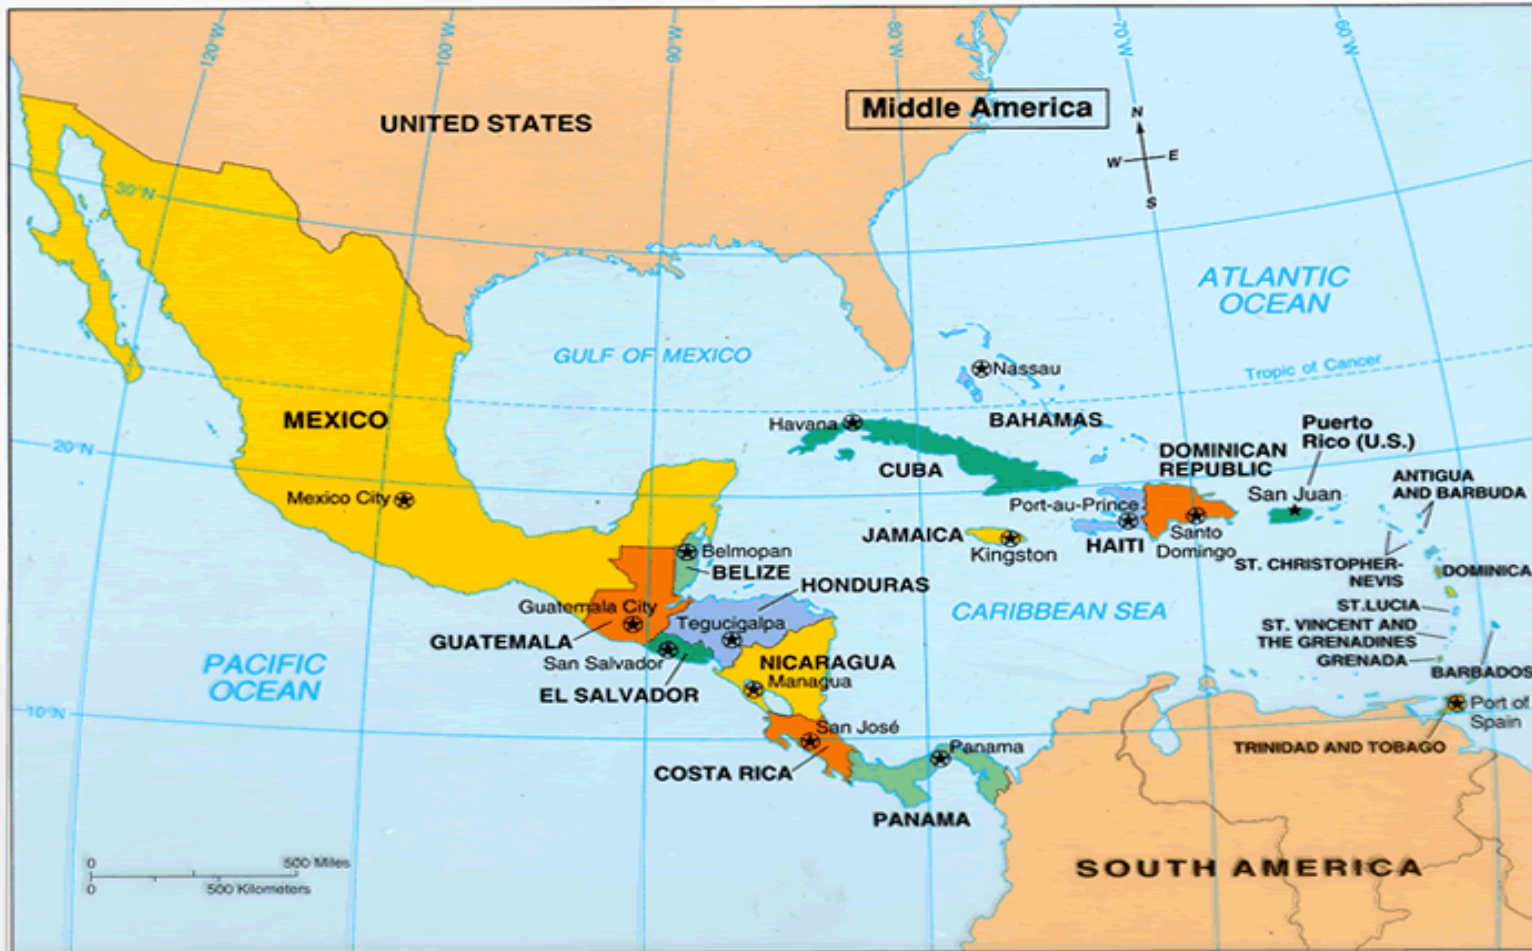 120°W
100°W
90°W
80°W
70°W
60°W
Middle America
UNITED STATES
N
W
E
S
30°N
ATLANTIC
OCEAN
GULF OF MEXICO
Tropic of Cancer
Nassau
BAHAMAS
MEXICO
Havana
CUBA
Puerto
Rico (U.S.)
DOMINICAN
REPUBLIC
20°N
ANTIGUA
AND BARBUDA
San Juan
Mexico City
Port-au-Prince
JAMAICA
Kingston
HAITI
Santo
Domingo
Belmopan
BELIZE
ST. CHRISTOPHER-
NEVIS
DOMINICA
HONDURAS
Guatemala City
CARIBBEAN SEA
ST.LUCIA
Tegucigalpa
ST. VINCENT AND
THE GRENADINES
GUATEMALA
San Salvador
NICARAGUA
Managua
GRENADA
BARBADOS
PACIFIC
OCEAN
EL SALVADOR
Port of
Spain
10°N
San José
Panama
TRINIDAD AND TOBAGO
COSTA RICA
PANAMA
SOUTH AMERICA
0
500 Miles
0
500 Kilometers